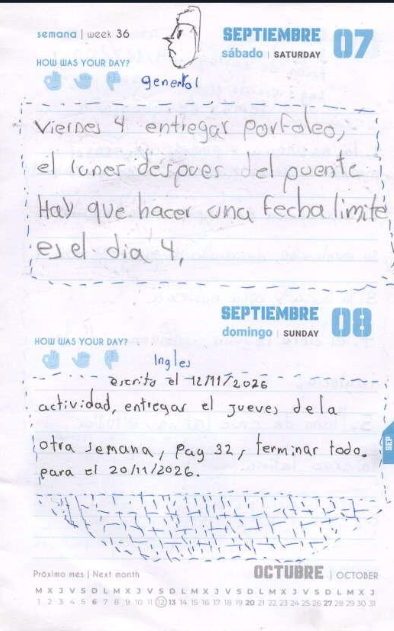 semana | week 36
SEPTIEMBRE 07
sábado | SATURDAY
HOW WAS YOUR DAY?
general
Viernes 4 entregar porfoleo,
el lunes despues del puente
Hay que hacer una fecha limite
es el dia 4,
SEPTIEMBRE 08
domingo | SUNDAY
HOW WAS YOUR DAY?
Ingles
escrito el 12/11/2026
actividad, entregar el jueves de la
otra semana, pag 32, terminar todo.
para el 20/11/2026.
SEP
Próximo mes | Next month OCTUBRE | OCTOBER
M X J V S D L M X J V S D L M X J V S D L M X J V S D L M X J
1 2 3 4 5 6 7 8 9 10 11 12 13 14 15 16 17 18 19 20 21 22 23 24 25 26 27 28 29 30 31